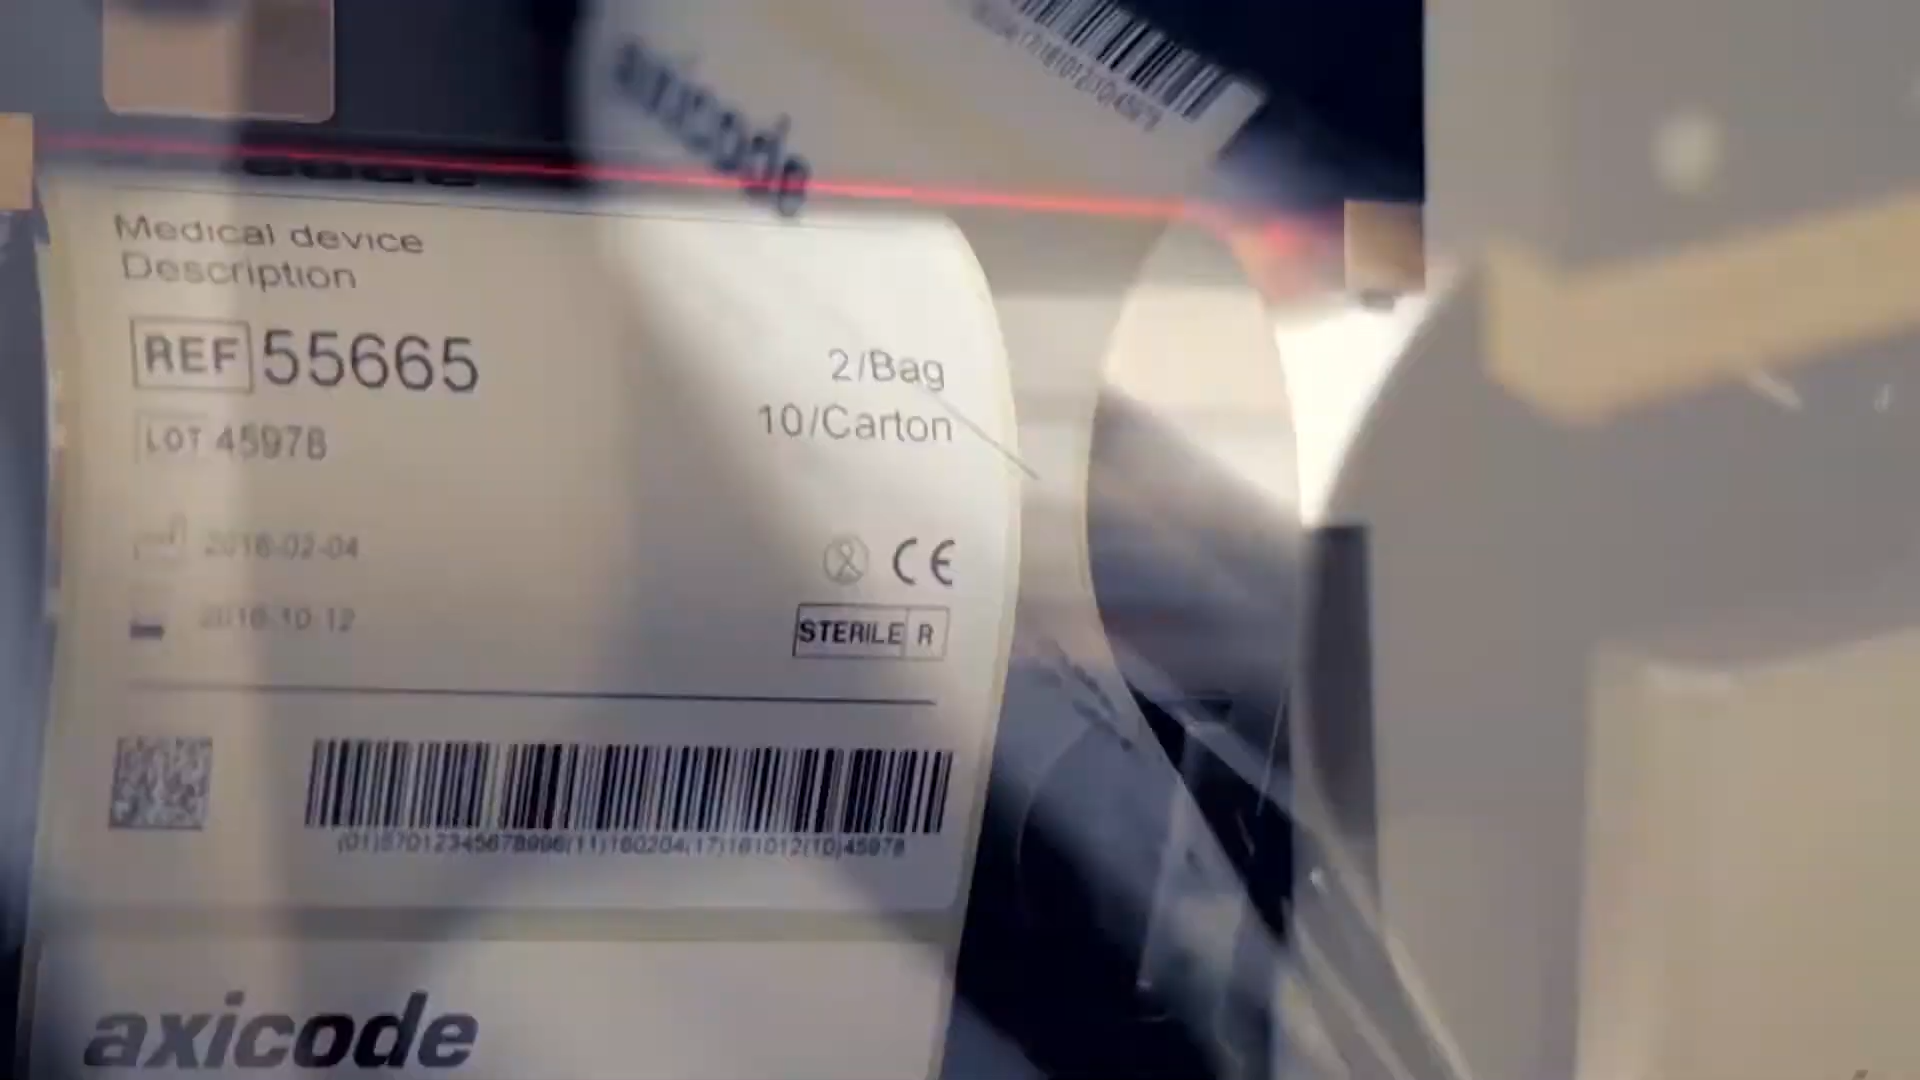 axicode
Medical device
Description
REF 55665
2/Bag
10/Carton
LOT 45978
2016-02-04
CE
2016-10-12
STERILE R
(01)57012345678996(11)160204(17)161012(10)45978
axicode